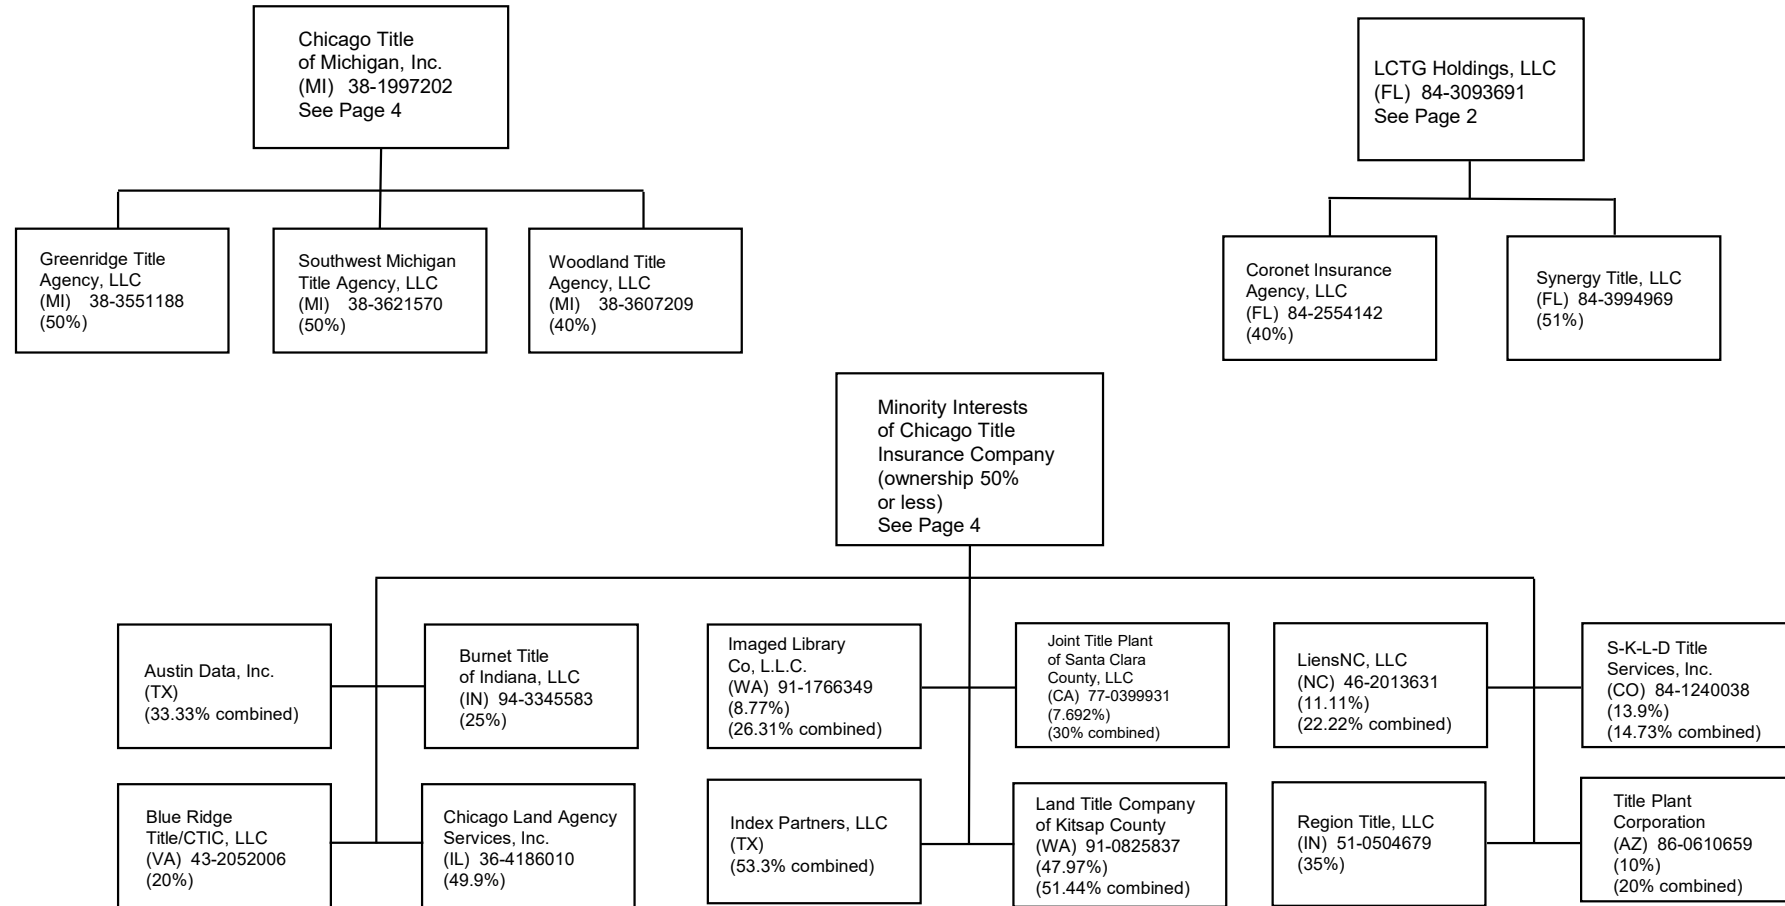 Chicago Title
of Michigan, Inc.
(MI) 38-1997202
See Page 4
LCTG Holdings, LLC
(FL) 84-3093691
See Page 2
Greenridge Title
Agency, LLC
(MI) 38-3551188
(50%)
Southwest Michigan
Title Agency, LLC
(MI) 38-3621570
(50%)
Woodland Title
Agency, LLC
(MI) 38-3607209
(40%)
Coronet Insurance
Agency, LLC
(FL) 84-2554142
(40%)
Synergy Title, LLC
(FL) 84-3994969
(51%)
Minority Interests
of Chicago Title
Insurance Company
(ownership 50%
or less)
See Page 4
Austin Data, Inc.
(TX)
(33.33% combined)
Burnet Title
of Indiana, LLC
(IN) 94-3345583
(25%)
Imaged Library
Co, L.L.C.
(WA) 91-1766349
(8.77%)
(26.31% combined)
Joint Title Plant
of Santa Clara
County, LLC
(CA) 77-0399931
(7.692%)
(30% combined)
LiensNC, LLC
(NC) 46-2013631
(11.11%)
(22.22% combined)
S-K-L-D Title
Services, Inc.
(CO) 84-1240038
(13.9%)
(14.73% combined)
Blue Ridge
Title/CTIC, LLC
(VA) 43-2052006
(20%)
Chicago Land Agency
Services, Inc.
(IL) 36-4186010
(49.9%)
Index Partners, LLC
(TX)
(53.3% combined)
Land Title Company
of Kitsap County
(WA) 91-0825837
(47.97%)
(51.44% combined)
Region Title, LLC
(IN) 51-0504679
(35%)
Title Plant
Corporation
(AZ) 86-0610659
(10%)
(20% combined)